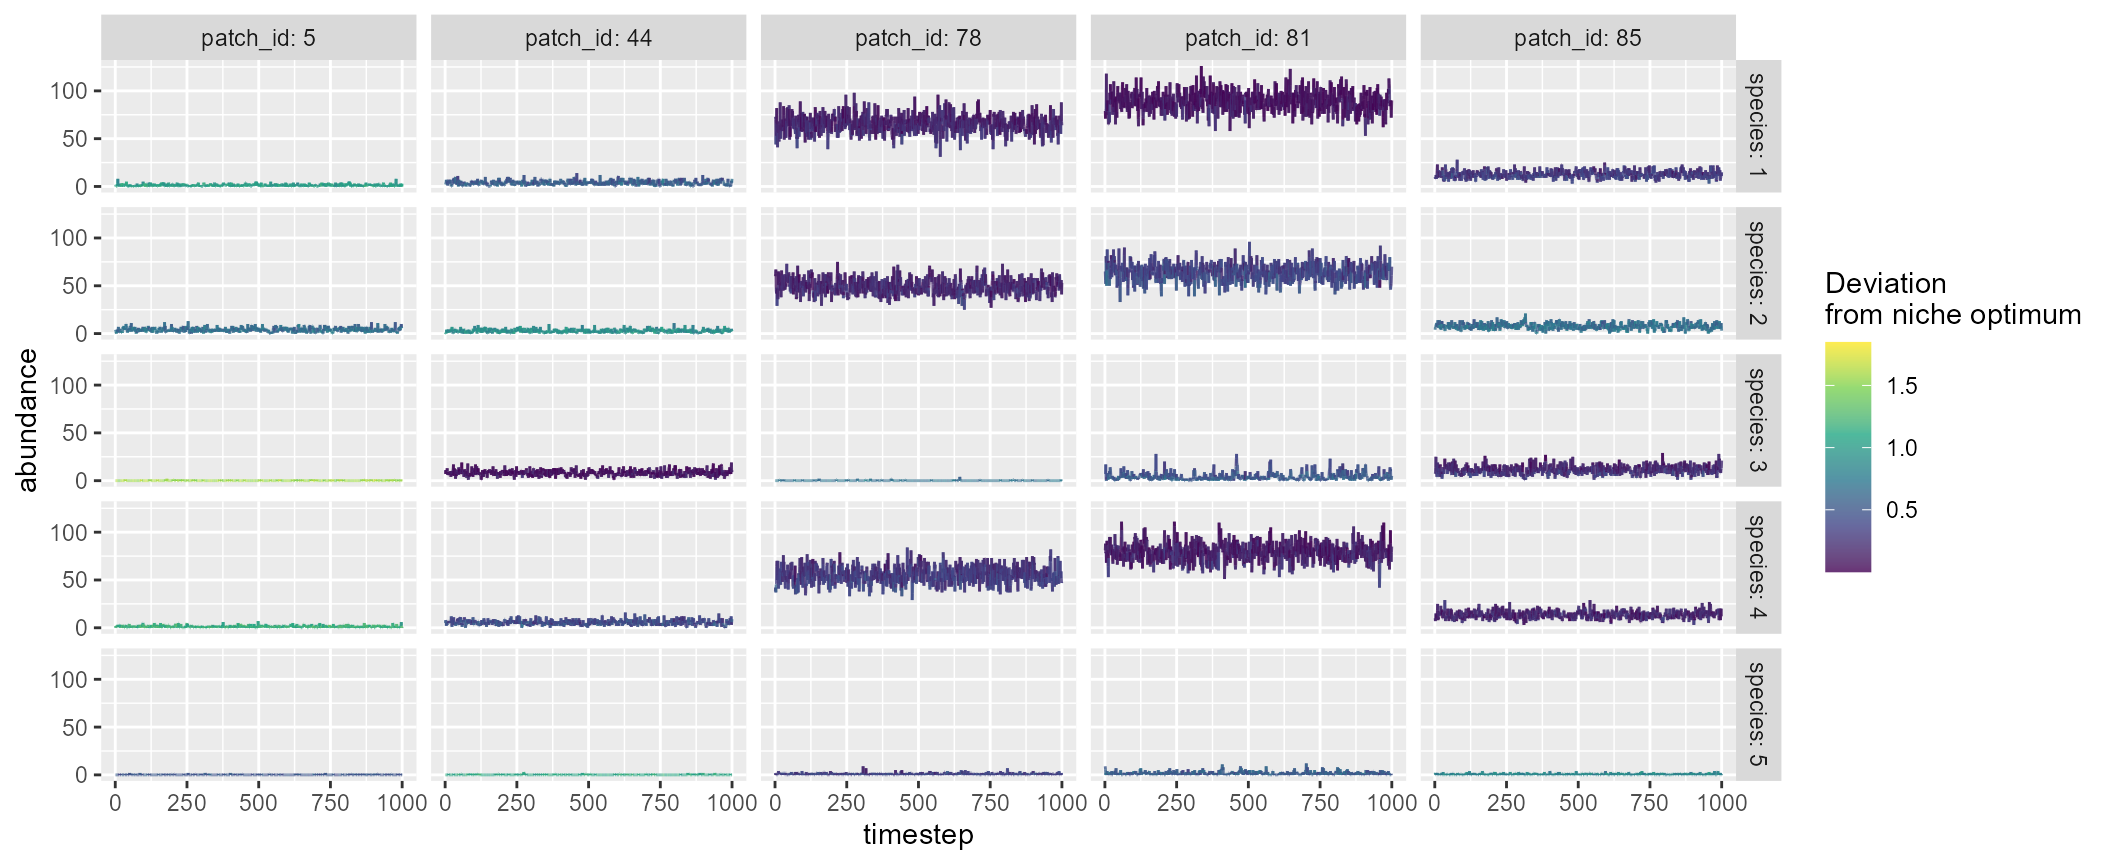 patch_id: 5 patch_id: 44 patch_id: 78 patch_id: 81 patch_id: 85
abundance
100
50
0
species: 1
100
50
0
species: 2
100
50
0
species: 3
100
50
0
species: 4
100
50
0
species: 5
0 250 500 750 1000 0 250 500 750 1000 0 250 500 750 1000 0 250 500 750 1000 0 250 500 750 1000
timestep
Deviation
from niche optimum
1.5
1.0
0.5